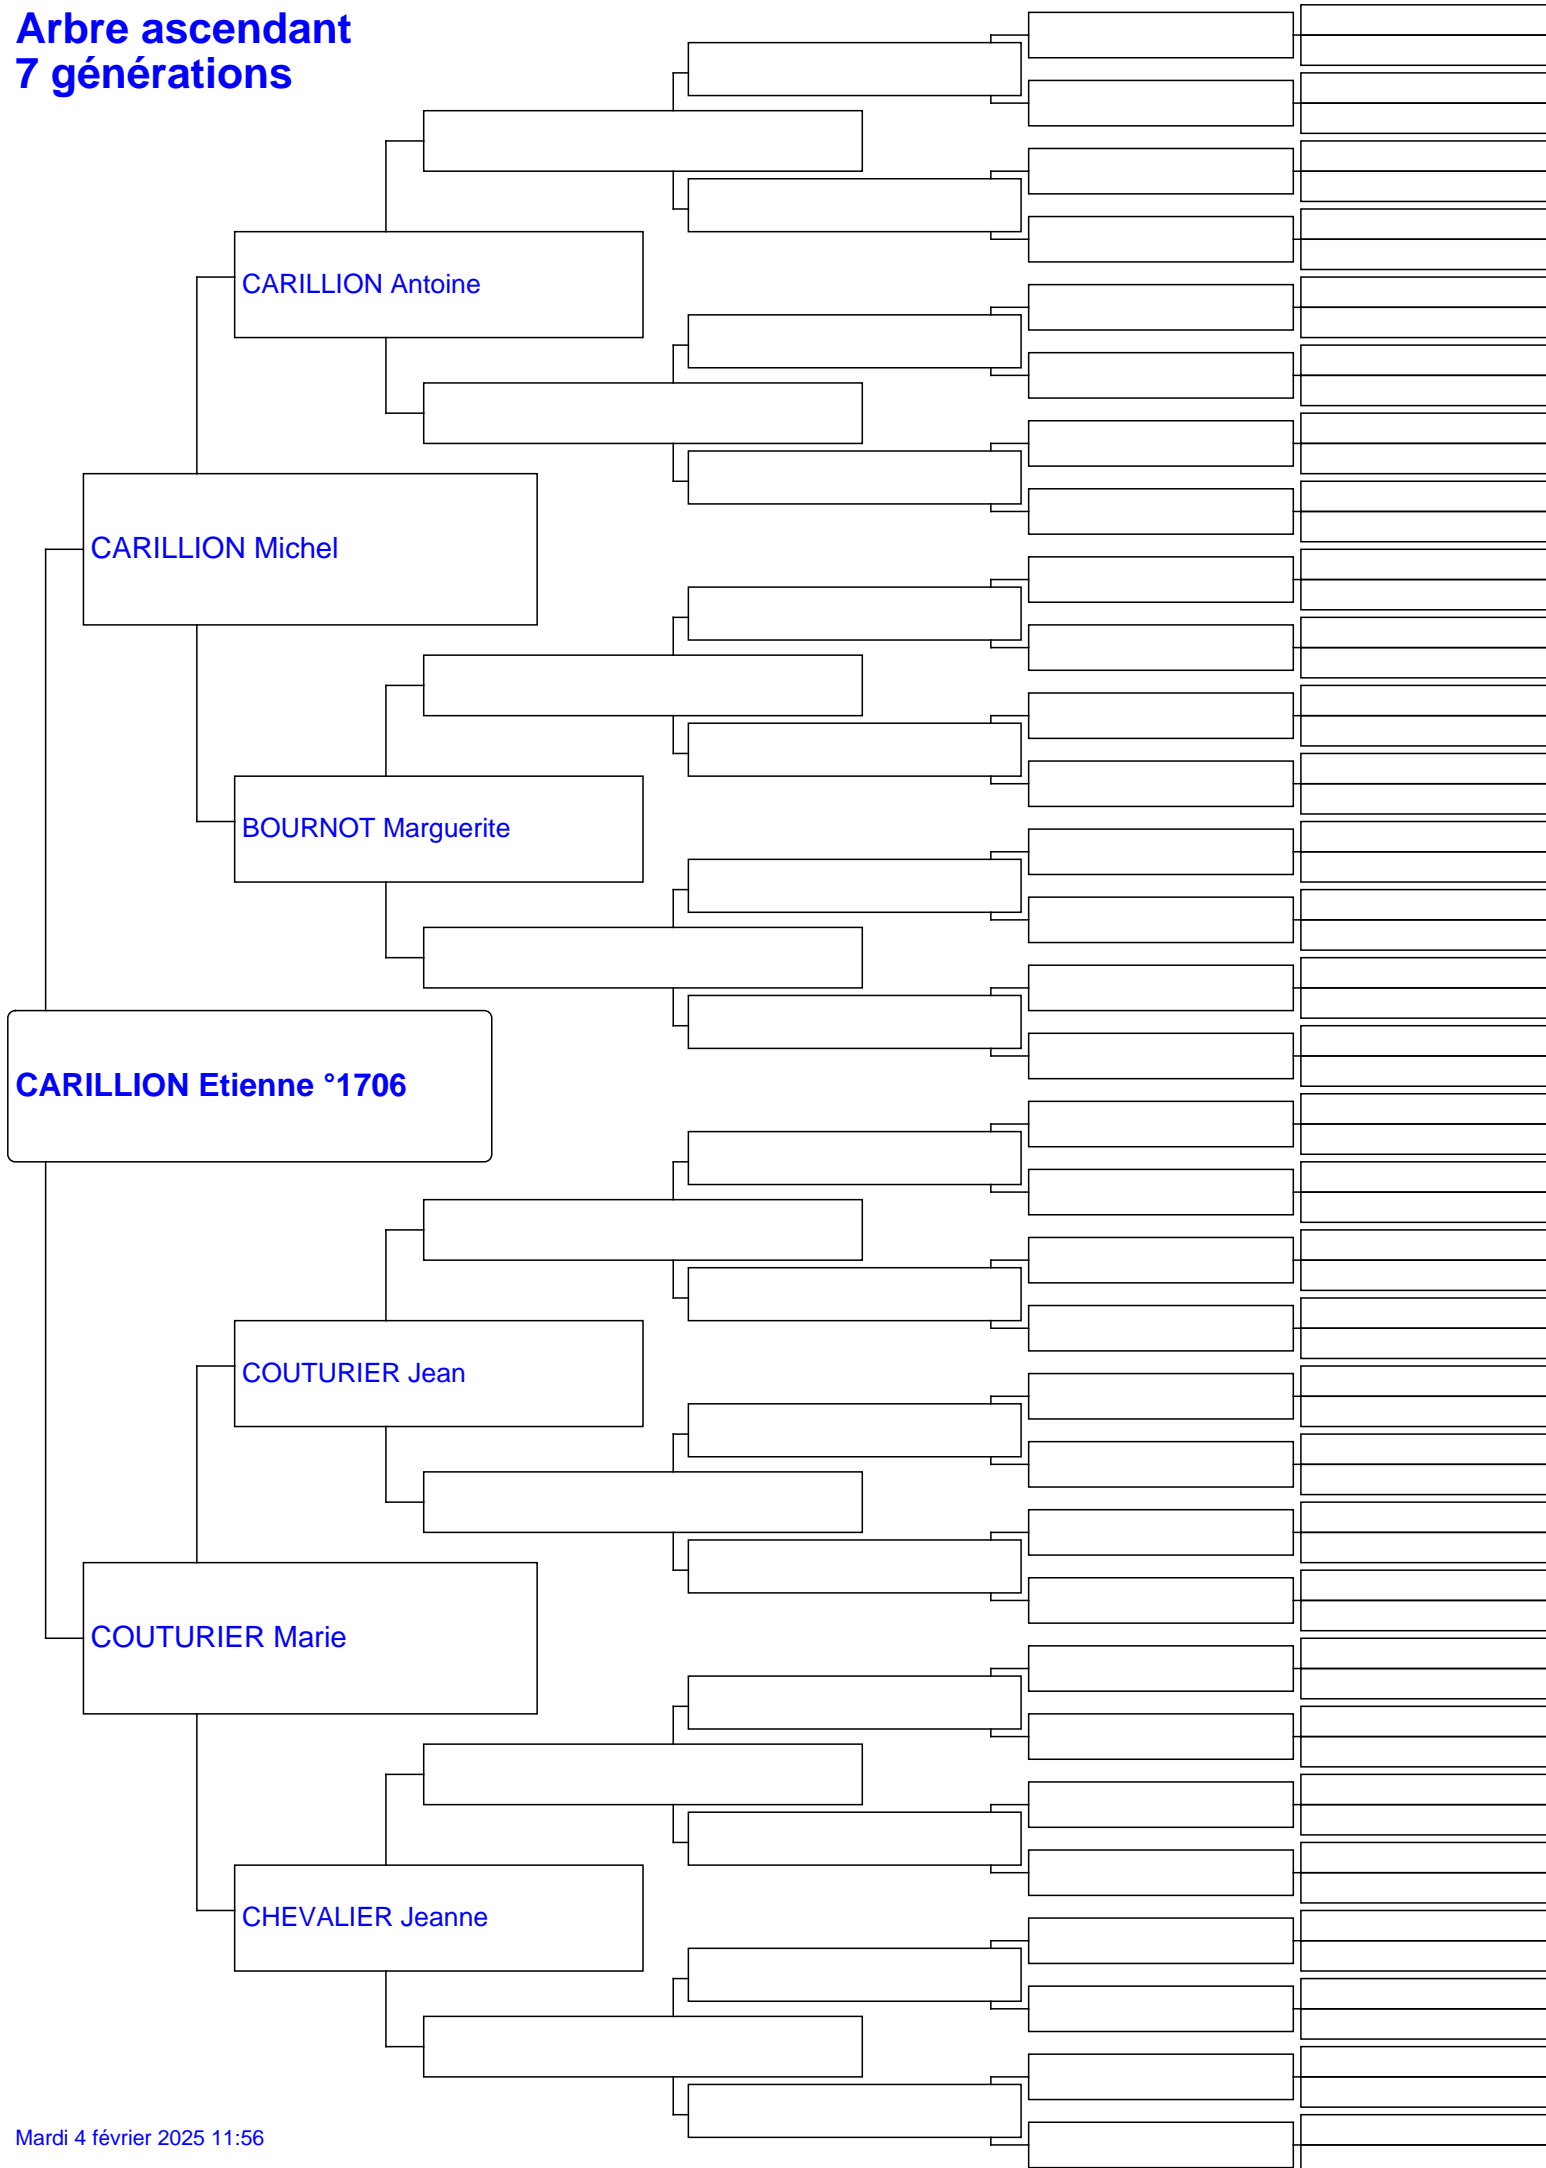 Arbre ascendant
7 générations
CARILLION Antoine
CARILLION Michel
BOURNOT Marguerite
CARILLION Etienne °1706
COUTURIER Jean
COUTURIER Marie
CHEVALIER Jeanne
Mardi 4 février 2025 11:56